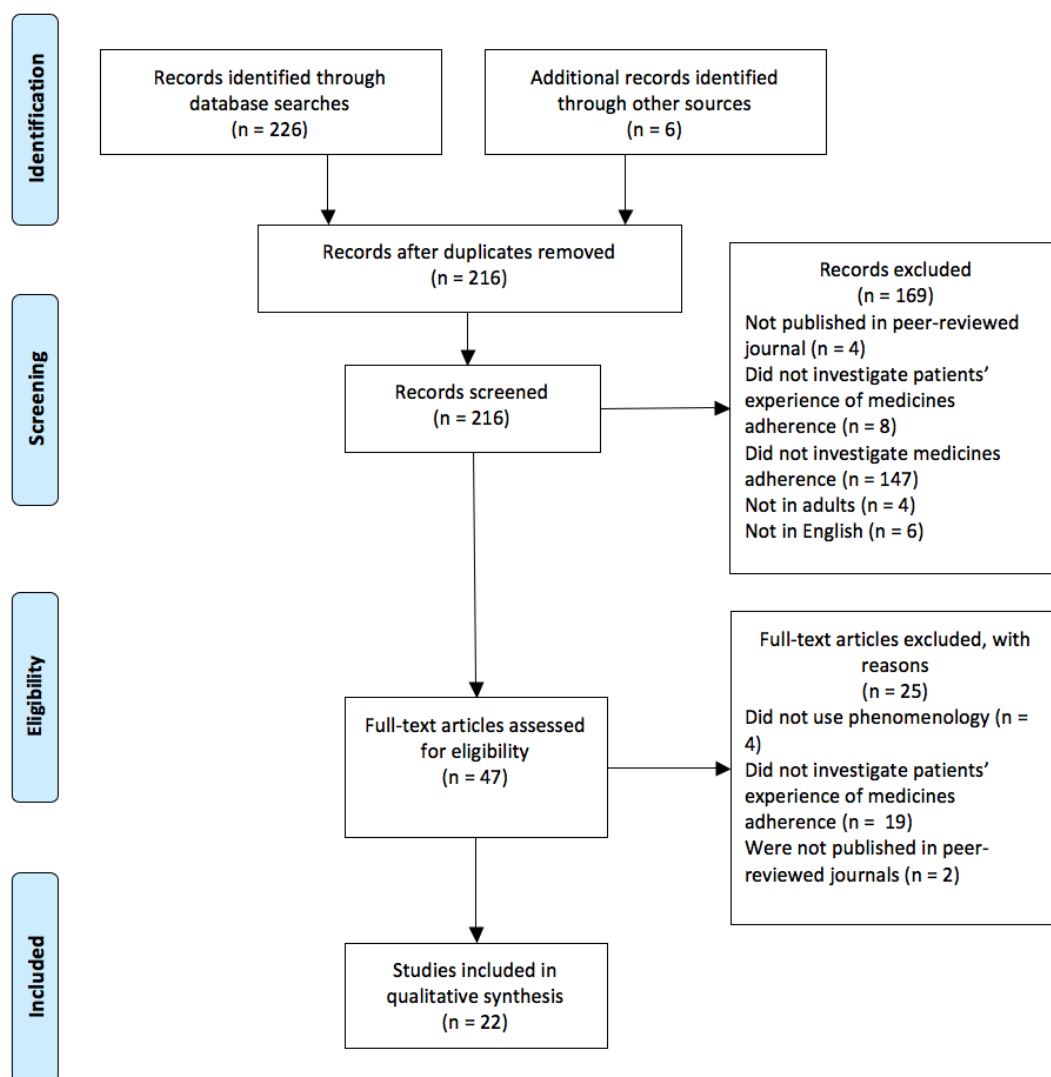 Identification
Records identified through
database searches
(n = 226)
Additional records identified
through other sources
(n = 6)
Records after duplicates removed
(n = 216)
Screening
Records screened
(n = 216)
Records excluded
(n = 169)
Not published in peer-reviewed
journal (n = 4)
Did not investigate patients’
experience of medicines
adherence (n = 8)
Did not investigate medicines
adherence (n = 147)
Not in adults (n = 4)
Not in English (n = 6)
Eligibility
Full-text articles assessed
for eligibility
(n = 47)
Full-text articles excluded, with
reasons
(n = 25)
Did not use phenomenology (n =
4)
Did not investigate patients’
experience of medicines
adherence (n =  19)
Were not published in peer-
reviewed journals (n = 2)
Included
Studies included in
qualitative synthesis
(n = 22)